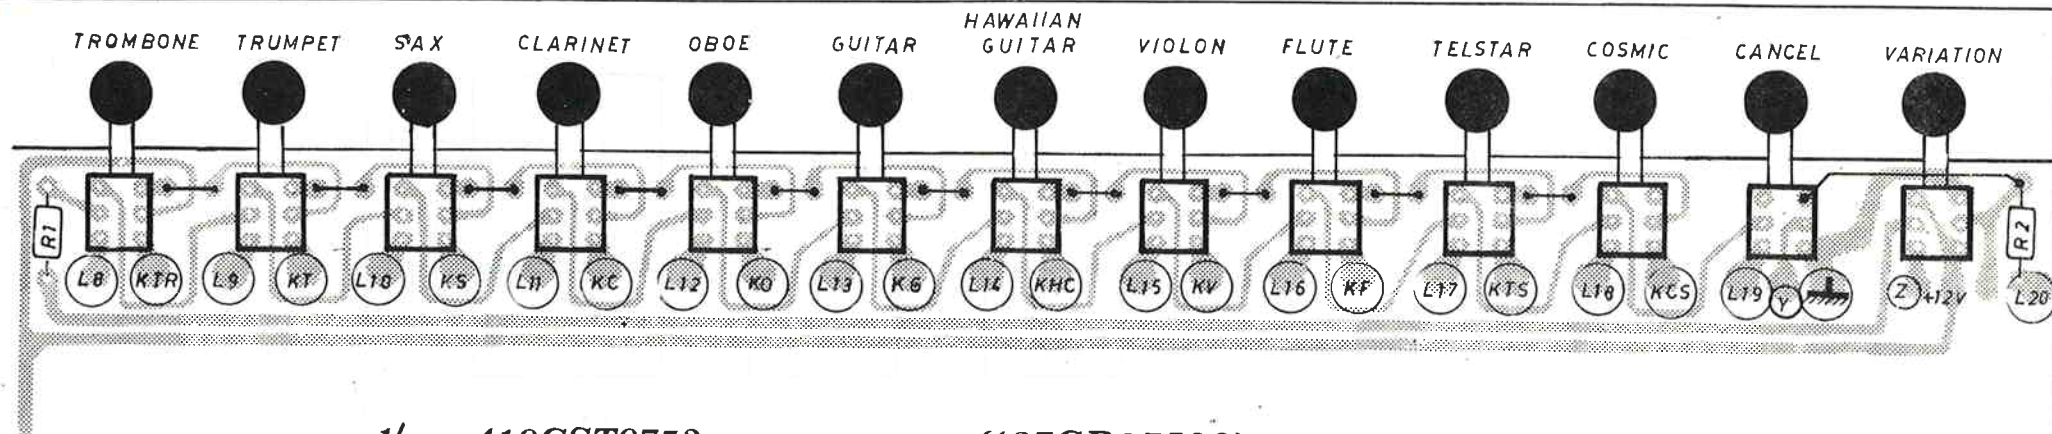 TROMBONE TRUMPET SAX CLARINET OBOE GUITAR HAWAIIAN GUITAR VIOLON FLUTE TELSTAR COSMIC CANCEL VARIATION
R1 R2
L8 KTR L9 KT L10 KS L11 KC L12 KO L13 KG L14 KHC L15 KV L16 KF L17 KTS L18 KCS L19 Y Z +12V L20